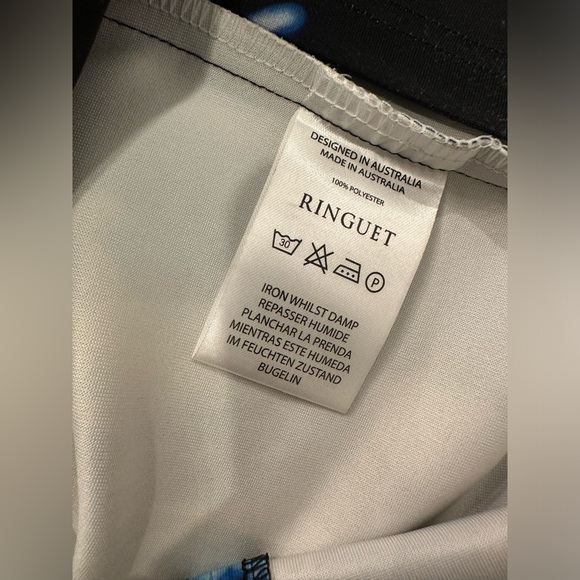 DESIGNED IN AUSTRALIA
MADE IN AUSTRALIA
100% POLYESTER
RINGUET
30 P
IRON WHILST DAMP
REPASSER HUMIDE
PLANCHAR LA PRENDA
MIENTRAS ESTE HUMEDA
IM FEUCHTEN ZUSTAND
BUGELIN